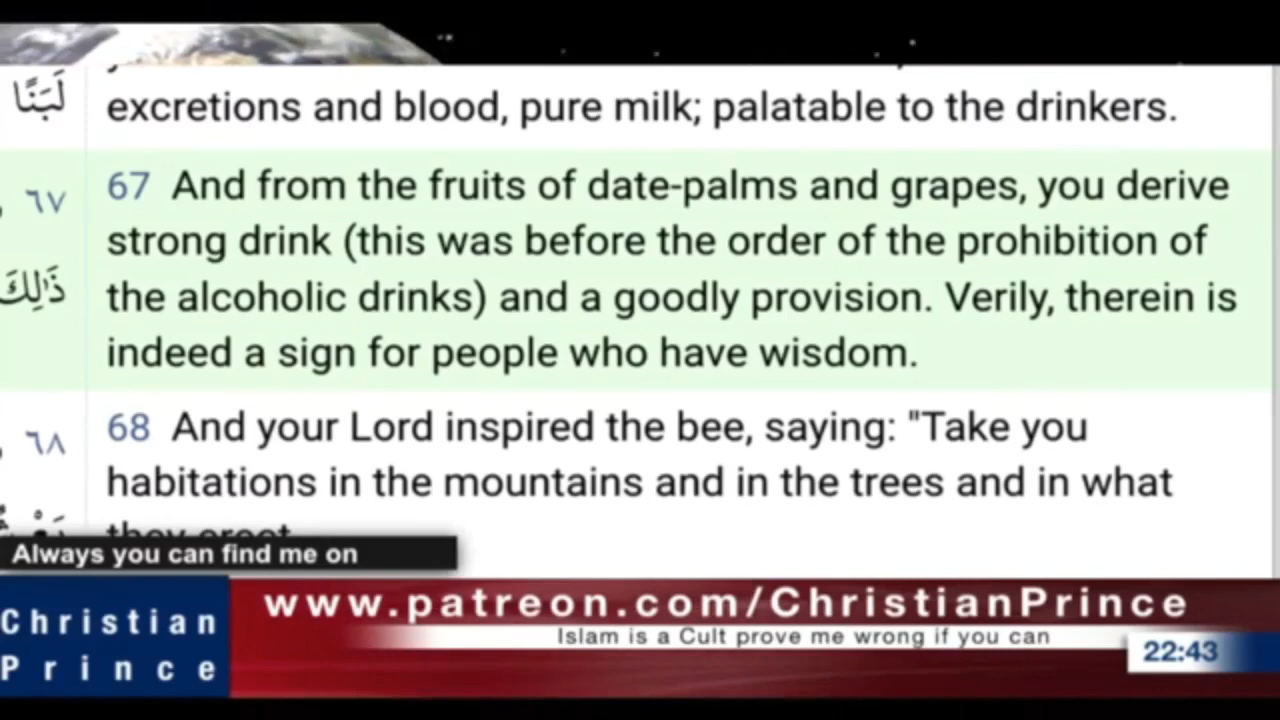 لَبَنًا
excretions and blood, pure milk; palatable to the drinkers.
٦٧
67 And from the fruits of date-palms and grapes, you derive
strong drink (this was before the order of the prohibition of
ذَٰلِكَ
the alcoholic drinks) and a goodly provision. Verily, therein is
indeed a sign for people who have wisdom.
٦٨
68 And your Lord inspired the bee, saying: "Take you
habitations in the mountains and in the trees and in what
they erect
Always you can find me on
www.patreon.com/ChristianPrince
Christian
Prince
Islam is a Cult prove me wrong if you can
22:43